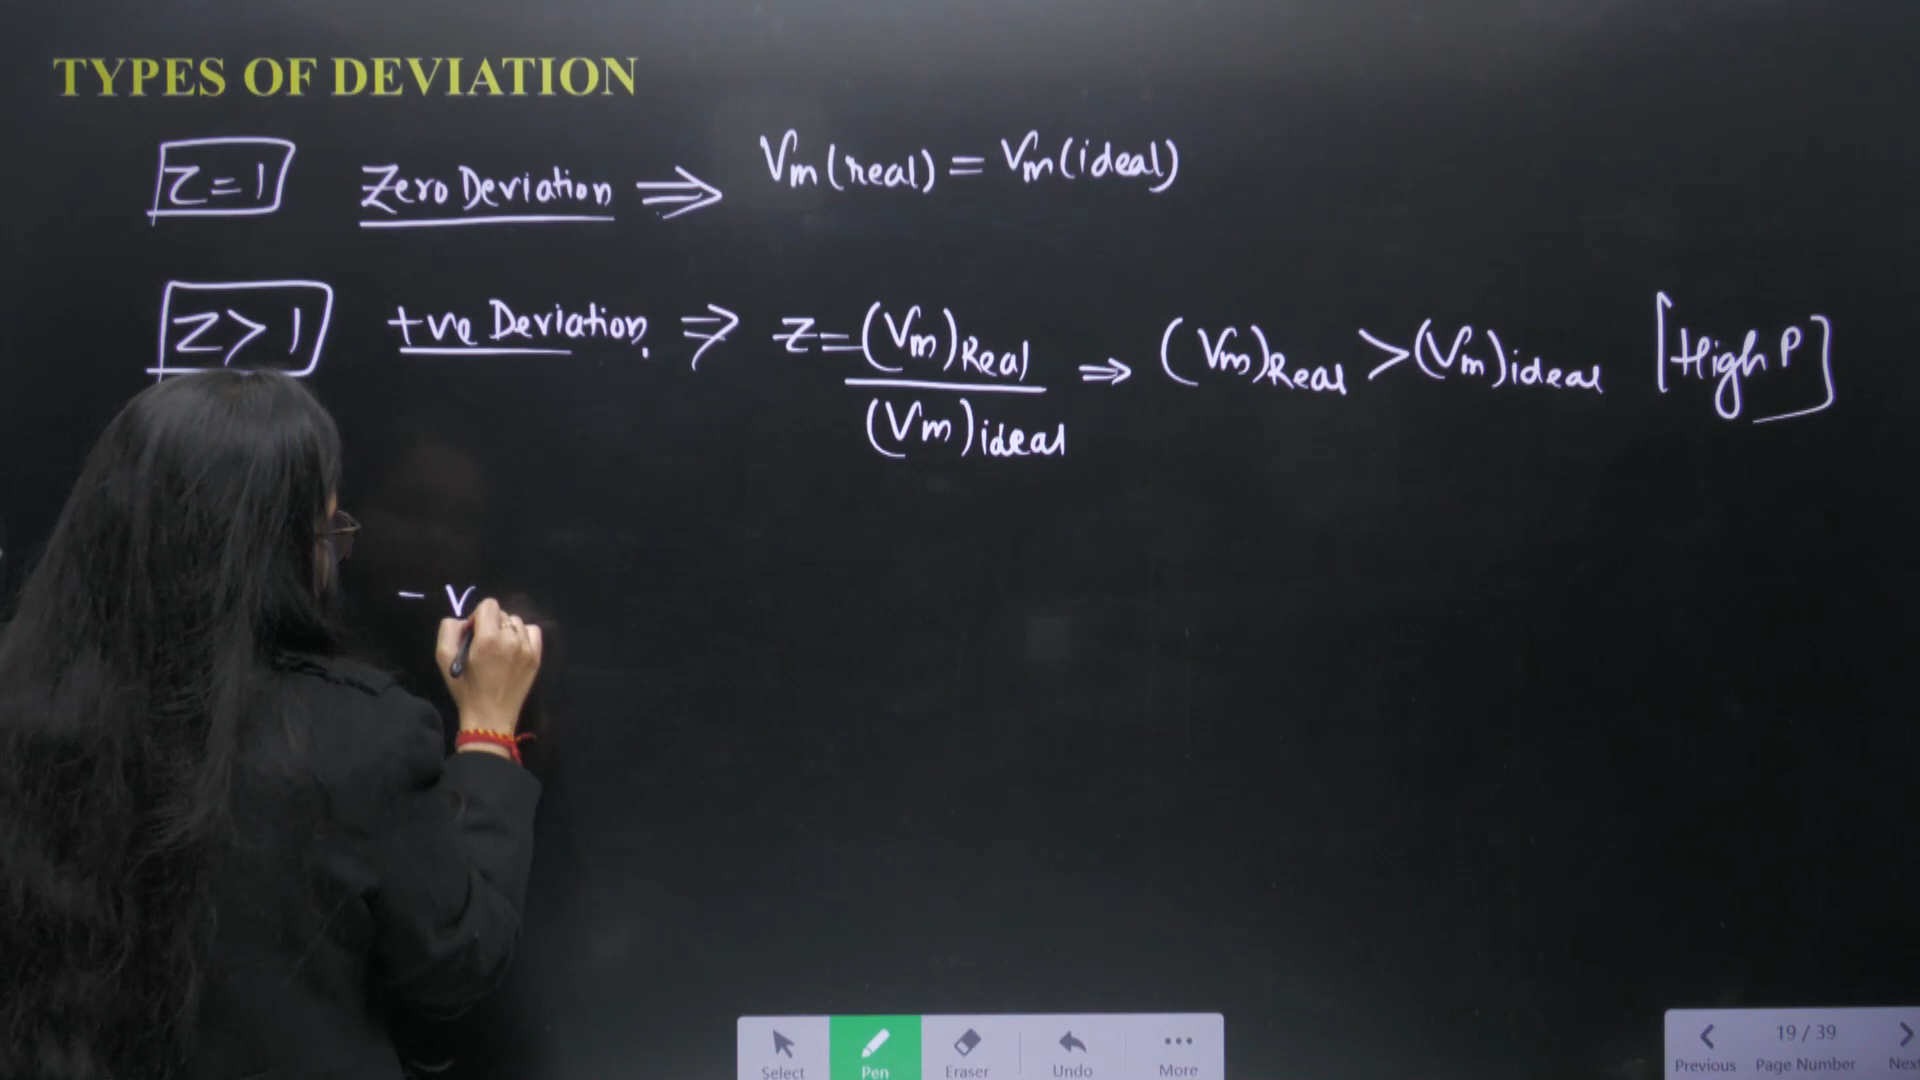 TYPES OF DEVIATION
Z=1 Zero Deviation ⇒ Vm(real) = Vm(ideal)
Z>1 +ve Deviation. ⇒ Z=(Vm)Real/(Vm)ideal ⇒ (Vm)Real > (Vm)ideal [High P]
- v
Select Pen Eraser Undo More
19 / 39
Previous Page Number Next